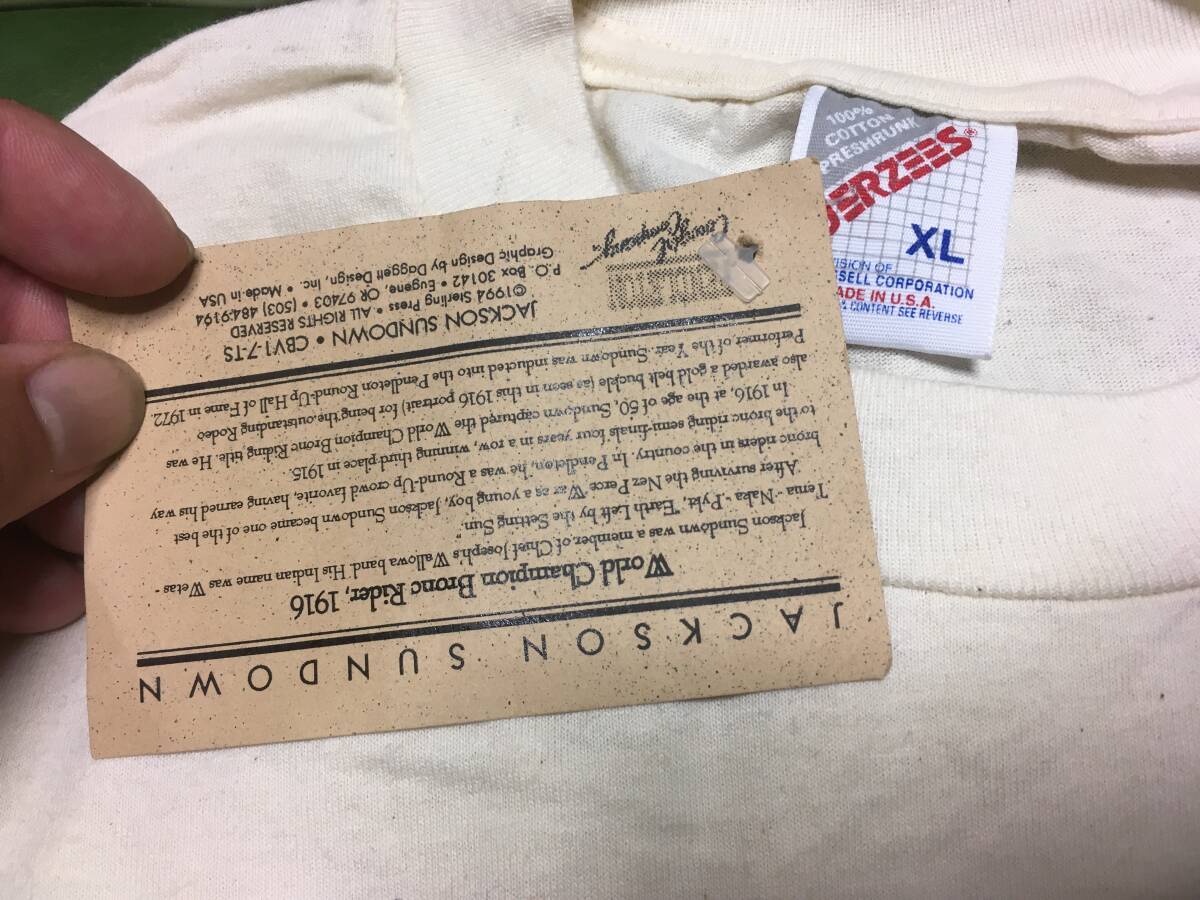 JACKSON SUNDOWN
World Champion Bronc Rider, 1916
Jackson Sundown was a member of Chief Joseph's Wallowa band. His Indian name was Wetas -
Tema - Naka - Pykt, "Earth Left by the Setting Sun."
After surviving the Nez Perce War as a young boy, Jackson Sundown became one of the best
bronc riders in the country. In Pendleton, he was a Round-Up crowd favorite, having earned his way
to the bronc riding semi-finals four years in a row, winning third place in 1915.
In 1916, at the age of 50, Sundown captured the World Champion Bronc Riding title. He was
also awarded a gold belt buckle (as seen in this 1916 portrait) for being the outstanding Rodeo
Performer of the Year. Sundown was inducted into the Pendleton Round-Up Hall of Fame in 1972.
JACKSON SUNDOWN • CBV1-7-TS
©1994 Sterling Press • ALL RIGHTS RESERVED
P.O. Box 30142 • Eugene, OR 97403 • (503) 484-9194
Graphic Design by Daggett Design, Inc. • Made in USA
Company
100%
COTTON
PRESHRUNK
JERZEES®
XL
ISION OF
SELL CORPORATION
ADE IN U.S.A.
& CONTENT SEE REVERSE